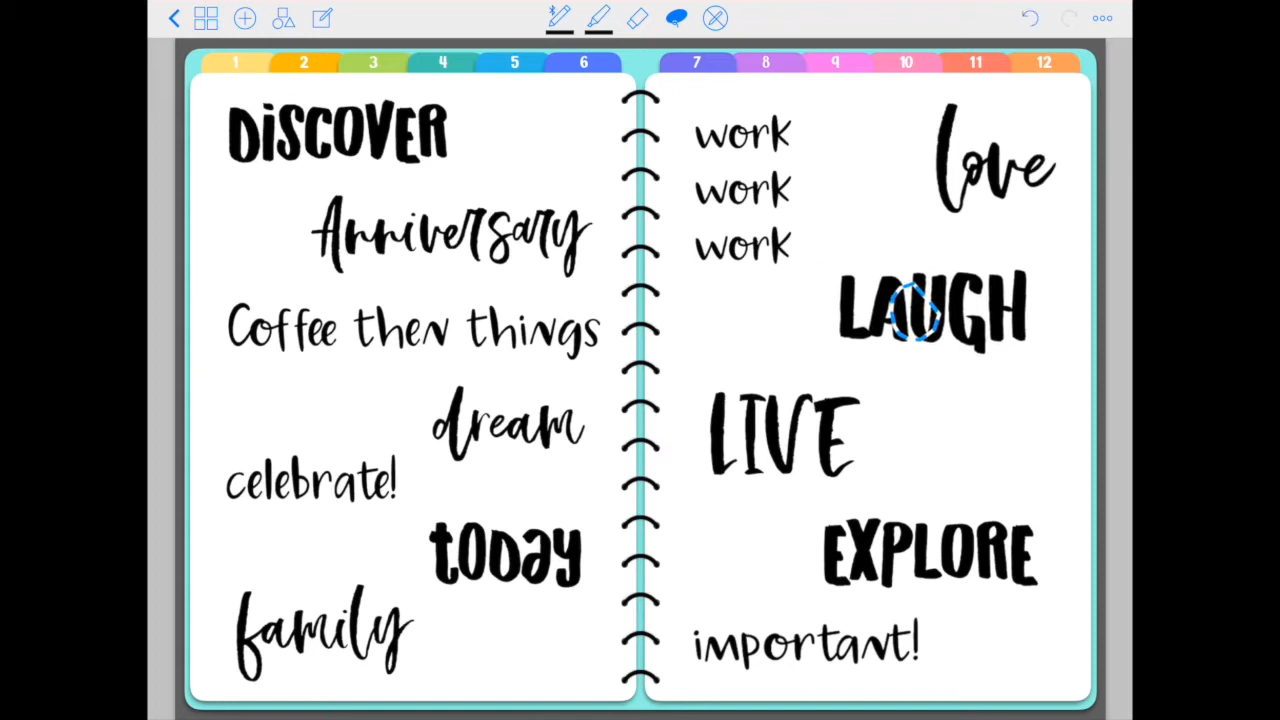 1 2 3 4 5 6 7 8 9 10 11 12
DiSCOVER
Anniversary
Coffee then things
dream
celebrate!
today
family
work
work
work
love
LAUGH
LIVE
EXPLORE
important!